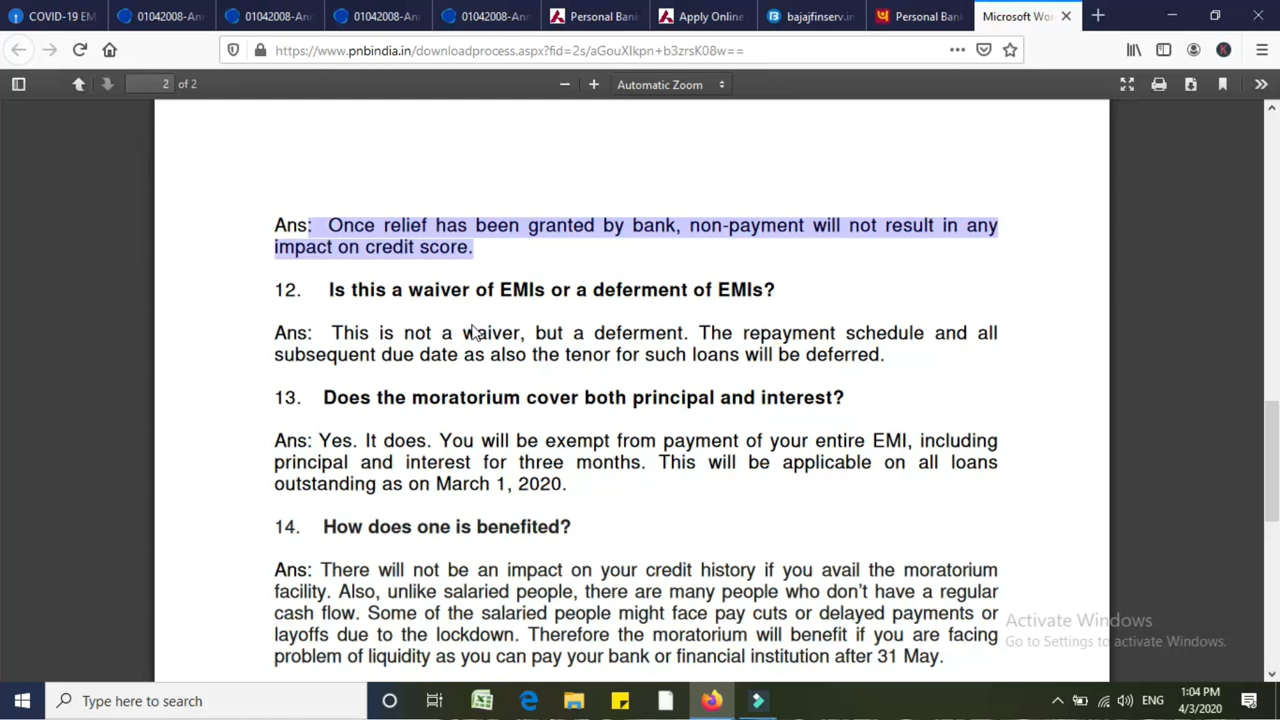 COVID-19 EM
01042008-Ann
01042008-Ann
01042008-Ann
01042008-Ann
Personal Bank
Apply Online
bajajfinserv.in
Personal Bank
Microsoft Wor
https://www.pnbindia.in/downloadprocess.aspx?fid=2s/aGouXIkpn+b3zrsK08w==
K
2 of 2
Automatic Zoom
Ans: Once relief has been granted by bank, non-payment will not result in any
impact on credit score.
12. Is this a waiver of EMIs or a deferment of EMIs?
Ans: This is not a waiver, but a deferment. The repayment schedule and all
subsequent due date as also the tenor for such loans will be deferred.
13. Does the moratorium cover both principal and interest?
Ans: Yes. It does. You will be exempt from payment of your entire EMI, including
principal and interest for three months. This will be applicable on all loans
outstanding as on March 1, 2020.
14. How does one is benefited?
Ans: There will not be an impact on your credit history if you avail the moratorium
facility. Also, unlike salaried people, there are many people who don't have a regular
cash flow. Some of the salaried people might face pay cuts or delayed payments or
layoffs due to the lockdown. Therefore the moratorium will benefit if you are facing
problem of liquidity as you can pay your bank or financial institution after 31 May.
Activate Windows
Go to Settings to activate Windows.
Type here to search
ENG
1:04 PM
4/3/2020